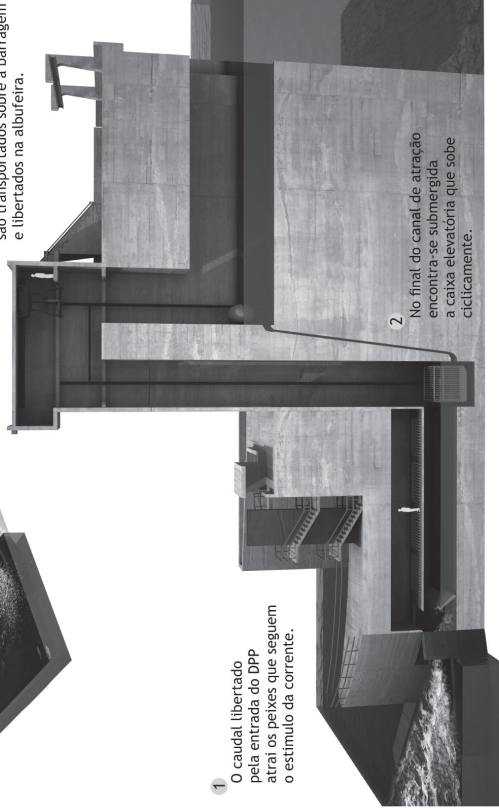 são transportados sobre a barragem
e libertados na albufeira.
1
O caudal libertado
pela entrada do DPP
atrai os peixes que seguem
o estímulo da corrente.
2
No final do canal de atração
encontra-se submergida
a caixa elevatória que sobe
ciclicamente.